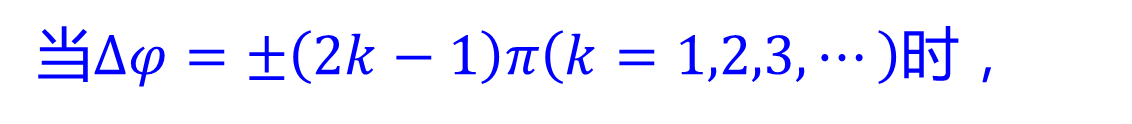 当Δφ = ±(2k − 1)π(k = 1,2,3, ⋯ )时，